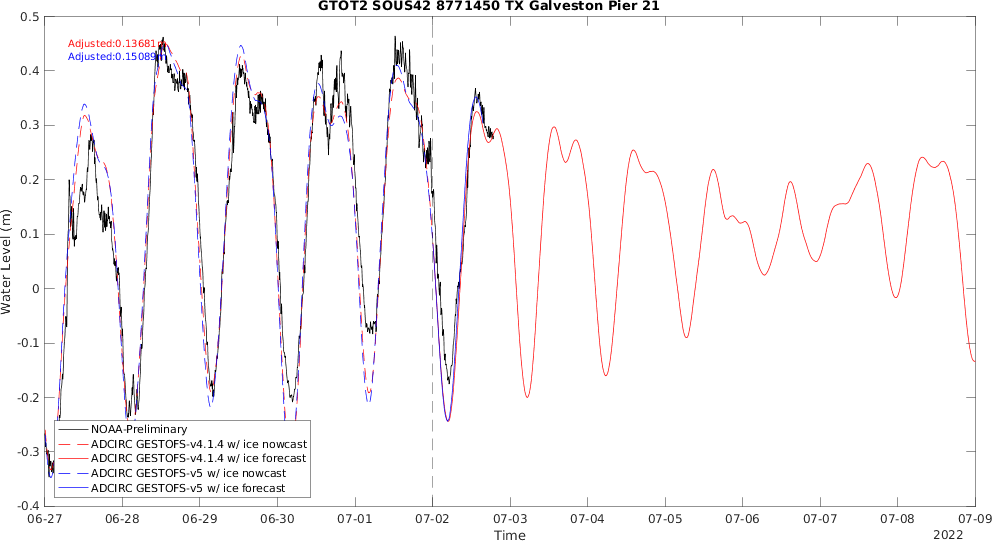 GTOT2 SOUS42 8771450 TX Galveston Pier 21
Adjusted:0.13681
Adjusted:0.15089
Water Level (m)
0.5
0.4
0.3
0.2
0.1
0
-0.1
-0.2
-0.3
-0.4
NOAA-Preliminary
ADCIRC GESTOFS-v4.1.4 w/ ice nowcast
ADCIRC GESTOFS-v4.1.4 w/ ice forecast
ADCIRC GESTOFS-v5 w/ ice nowcast
ADCIRC GESTOFS-v5 w/ ice forecast
06-27 06-28 06-29 06-30 07-01 07-02 07-03 07-04 07-05 07-06 07-07 07-08 07-09
Time
2022